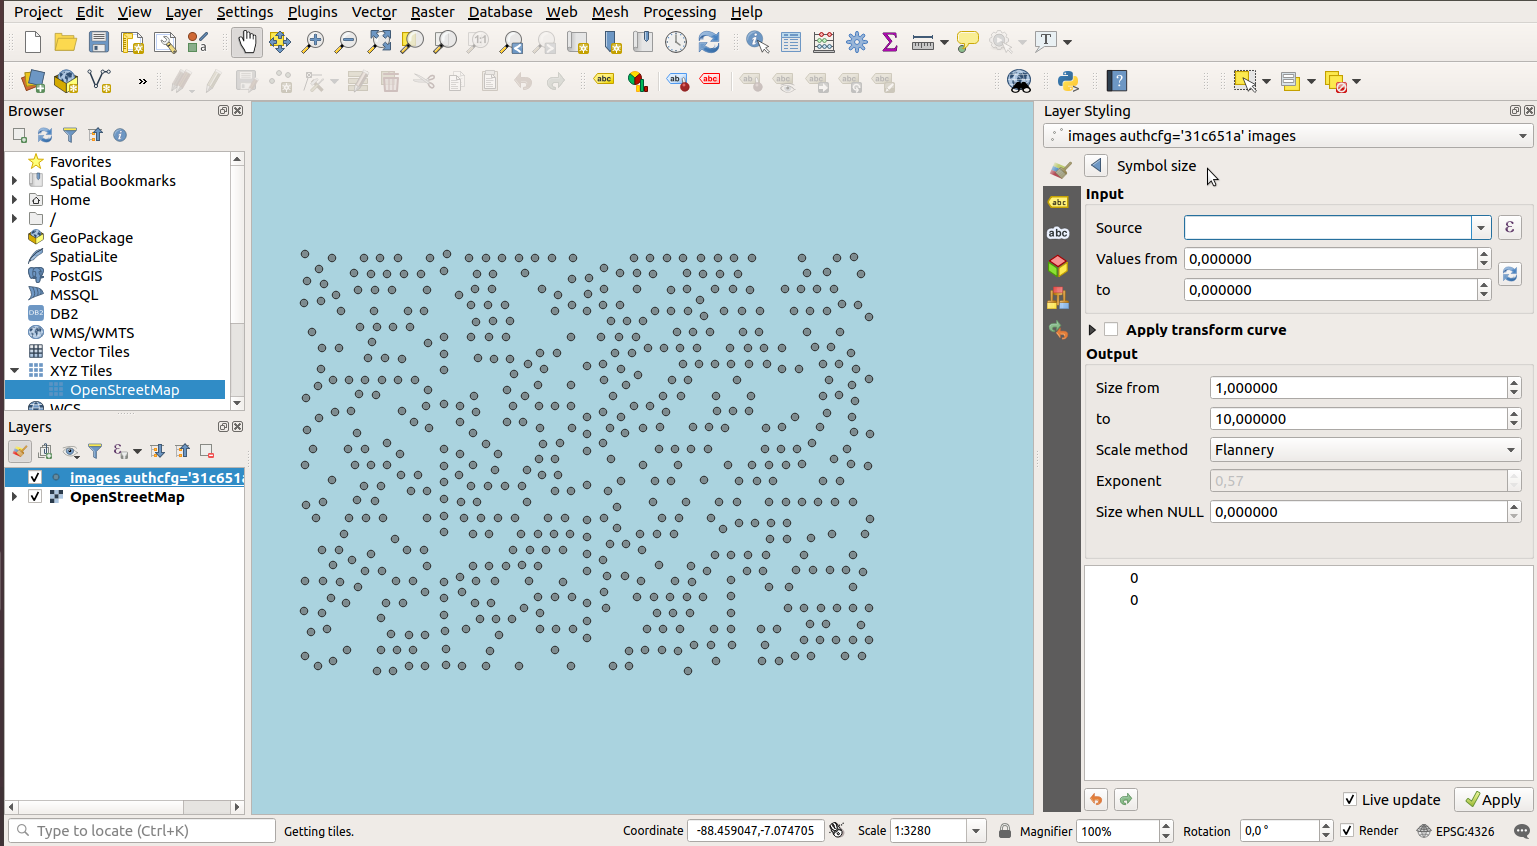 Project Edit View Layer Settings Plugins Vector Raster Database Web Mesh Processing Help
Browser
Favorites
Spatial Bookmarks
Home
/
GeoPackage
SpatiaLite
PostGIS
MSSQL
DB2
WMS/WMTS
Vector Tiles
XYZ Tiles
OpenStreetMap
WCS
Layers
images authcfg='31c651a
OpenStreetMap
Layer Styling
images authcfg='31c651a' images
Symbol size
Input
Source
Values from 0,000000
to 0,000000
Apply transform curve
Output
Size from 1,000000
to 10,000000
Scale method Flannery
Exponent 0,57
Size when NULL 0,000000
0
0
Live update Apply
Type to locate (Ctrl+K) Getting tiles. Coordinate -88.459047,-7.074705 Scale 1:3280 Magnifier 100% Rotation 0,0 ° Render EPSG:4326